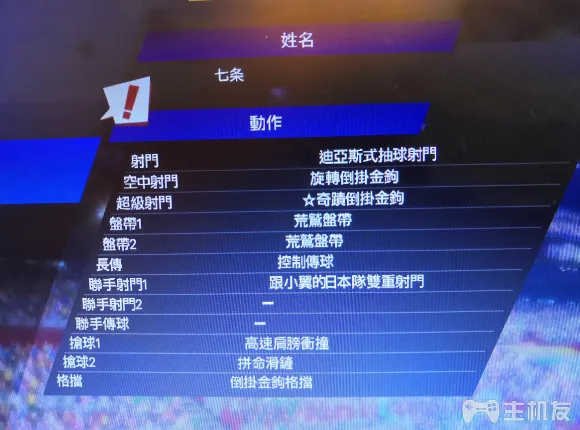 姓名
七条
!
動作
射門 迪亞斯式抽球射門
空中射門 旋轉倒掛金鉤
超級射門 ☆奇蹟倒掛金鉤
盤帶1 荒鷲盤帶
盤帶2 荒鷲盤帶
長傳 控制傳球
聯手射門1 跟小翼的日本隊雙重射門
聯手射門2 —
聯手傳球 —
搶球1 高速肩膀衝撞
搶球2 拼命滑鏟
格擋 倒掛金鉤格擋
主机友